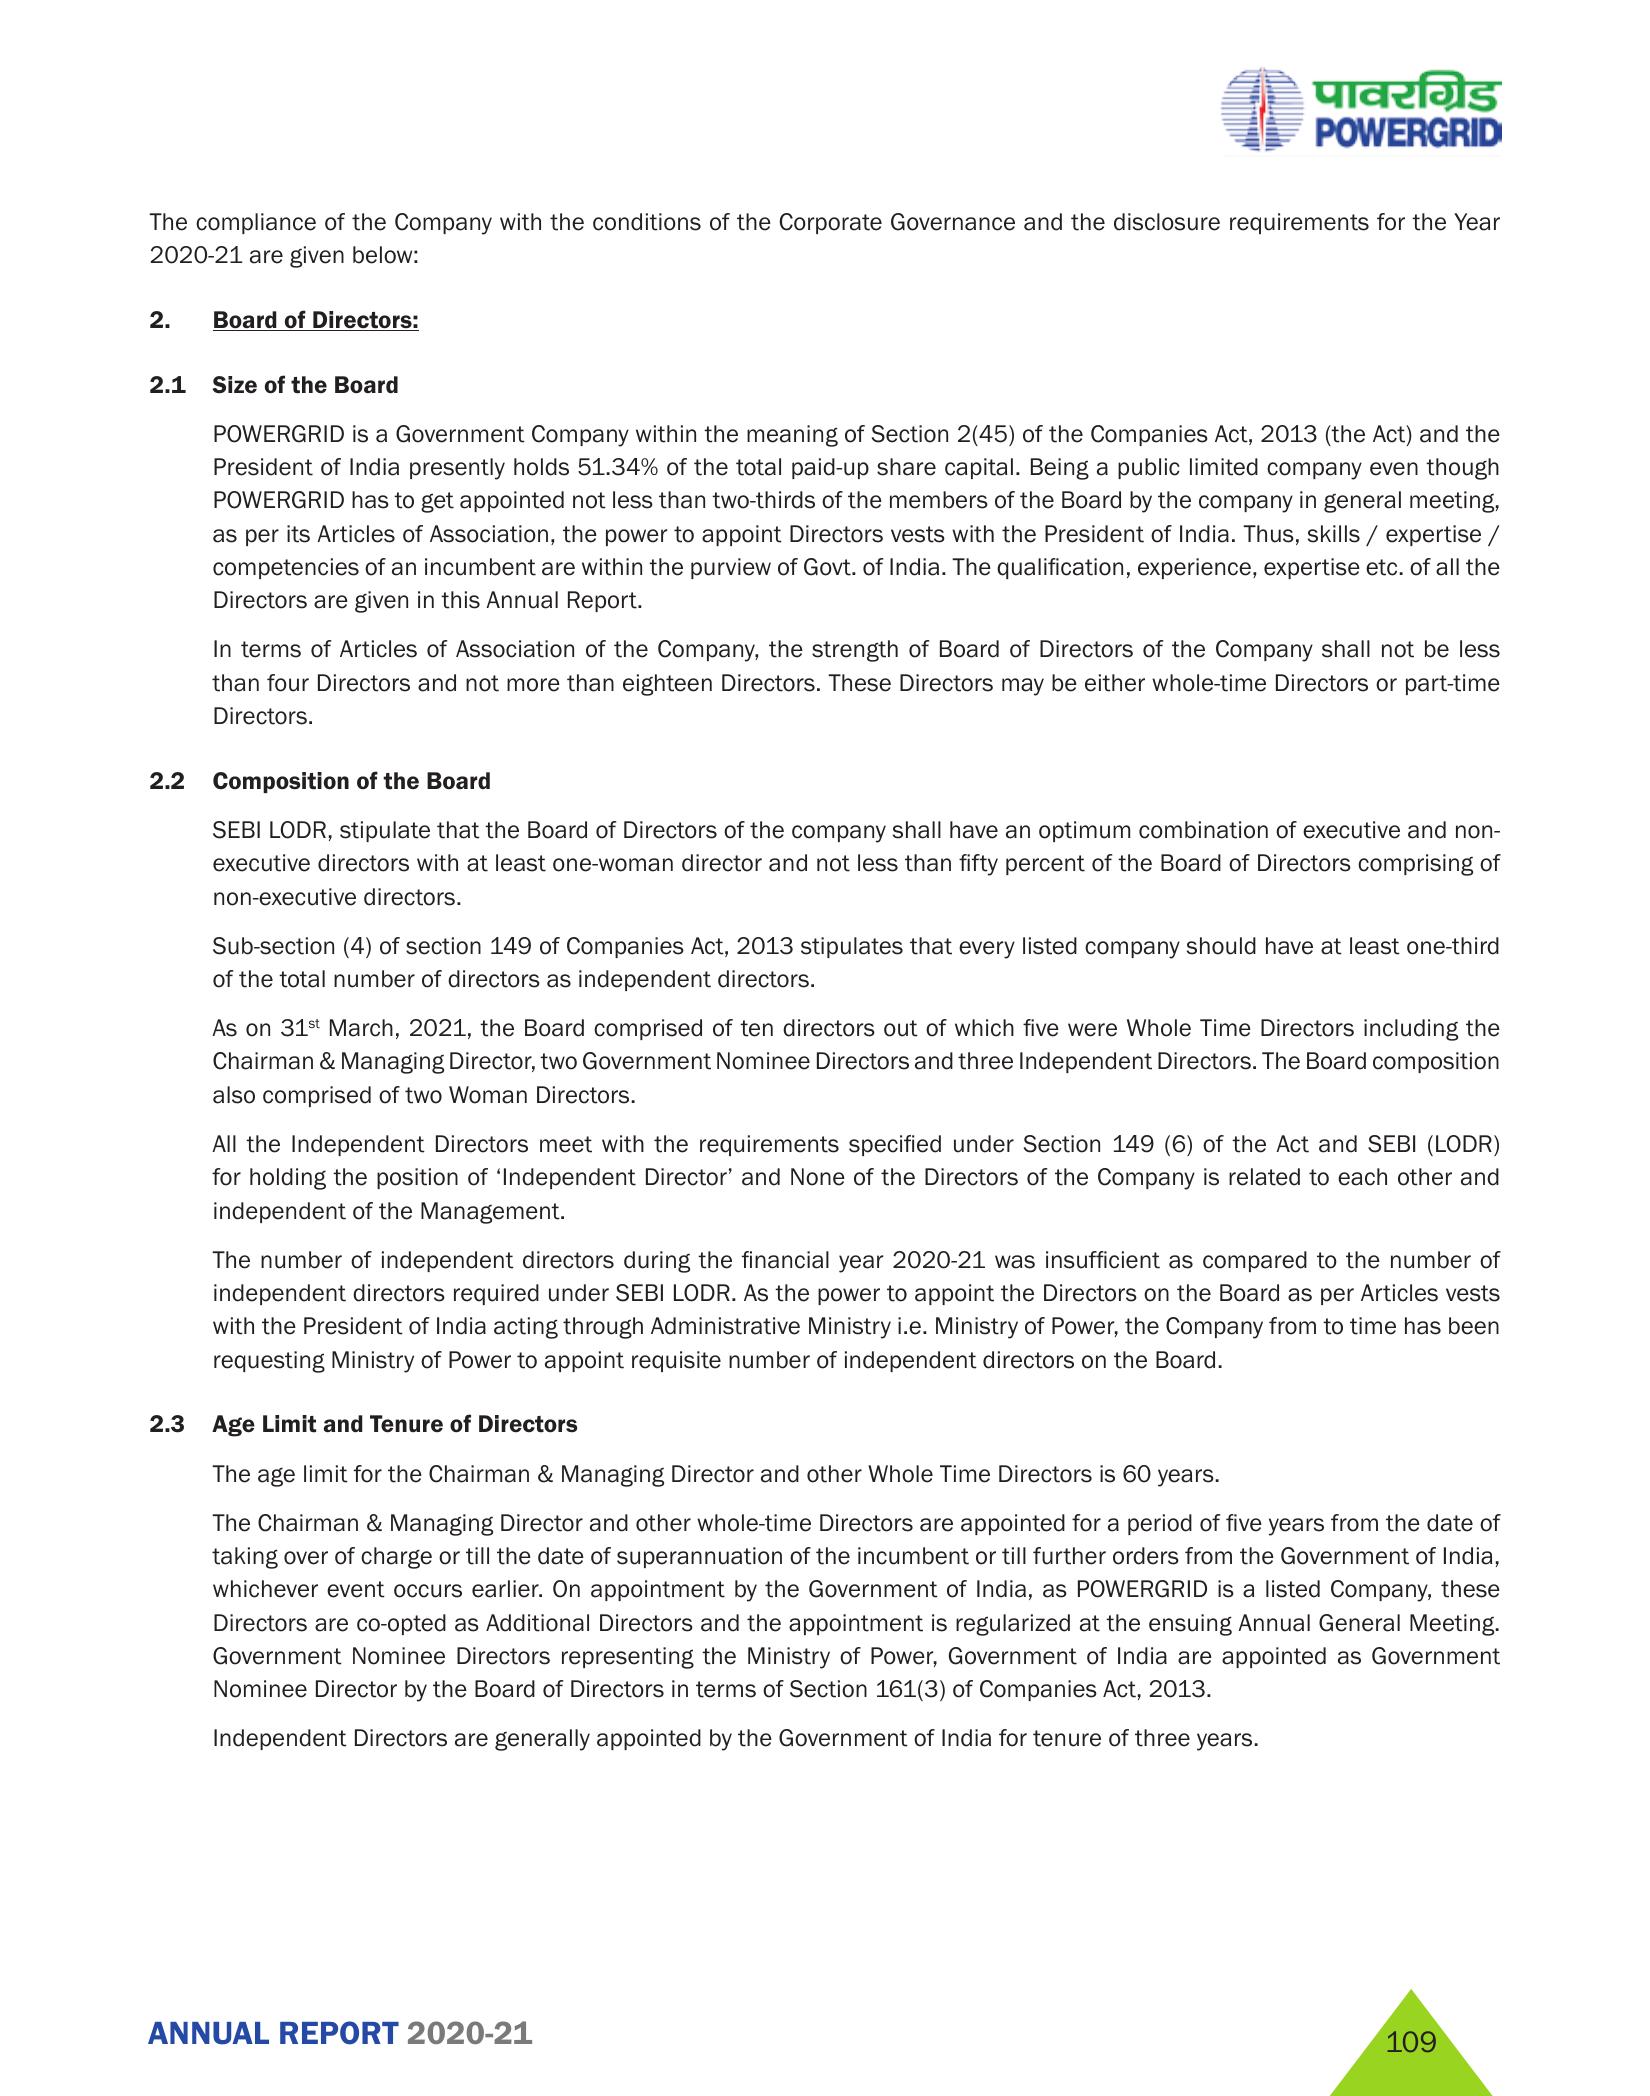 पावरग्रिड
POWERGRID
The compliance of the Company with the conditions of the Corporate Governance and the disclosure requirements for the Year
2020-21 are given below:
2. Board of Directors:
2.1 Size of the Board
POWERGRID is a Government Company within the meaning of Section 2(45) of the Companies Act, 2013 (the Act) and the
President of India presently holds 51.34% of the total paid-up share capital. Being a public limited company even though
POWERGRID has to get appointed not less than two-thirds of the members of the Board by the company in general meeting,
as per its Articles of Association, the power to appoint Directors vests with the President of India. Thus, skills / expertise /
competencies of an incumbent are within the purview of Govt. of India. The qualification, experience, expertise etc. of all the
Directors are given in this Annual Report.
In terms of Articles of Association of the Company, the strength of Board of Directors of the Company shall not be less
than four Directors and not more than eighteen Directors. These Directors may be either whole-time Directors or part-time
Directors.
2.2 Composition of the Board
SEBI LODR, stipulate that the Board of Directors of the company shall have an optimum combination of executive and non-
executive directors with at least one-woman director and not less than fifty percent of the Board of Directors comprising of
non-executive directors.
Sub-section (4) of section 149 of Companies Act, 2013 stipulates that every listed company should have at least one-third
of the total number of directors as independent directors.
As on 31st March, 2021, the Board comprised of ten directors out of which five were Whole Time Directors including the
Chairman & Managing Director, two Government Nominee Directors and three Independent Directors. The Board composition
also comprised of two Woman Directors.
All the Independent Directors meet with the requirements specified under Section 149 (6) of the Act and SEBI (LODR)
for holding the position of ‘Independent Director’ and None of the Directors of the Company is related to each other and
independent of the Management.
The number of independent directors during the financial year 2020-21 was insufficient as compared to the number of
independent directors required under SEBI LODR. As the power to appoint the Directors on the Board as per Articles vests
with the President of India acting through Administrative Ministry i.e. Ministry of Power, the Company from to time has been
requesting Ministry of Power to appoint requisite number of independent directors on the Board.
2.3 Age Limit and Tenure of Directors
The age limit for the Chairman & Managing Director and other Whole Time Directors is 60 years.
The Chairman & Managing Director and other whole-time Directors are appointed for a period of five years from the date of
taking over of charge or till the date of superannuation of the incumbent or till further orders from the Government of India,
whichever event occurs earlier. On appointment by the Government of India, as POWERGRID is a listed Company, these
Directors are co-opted as Additional Directors and the appointment is regularized at the ensuing Annual General Meeting.
Government Nominee Directors representing the Ministry of Power, Government of India are appointed as Government
Nominee Director by the Board of Directors in terms of Section 161(3) of Companies Act, 2013.
Independent Directors are generally appointed by the Government of India for tenure of three years.
ANNUAL REPORT 2020-21
109